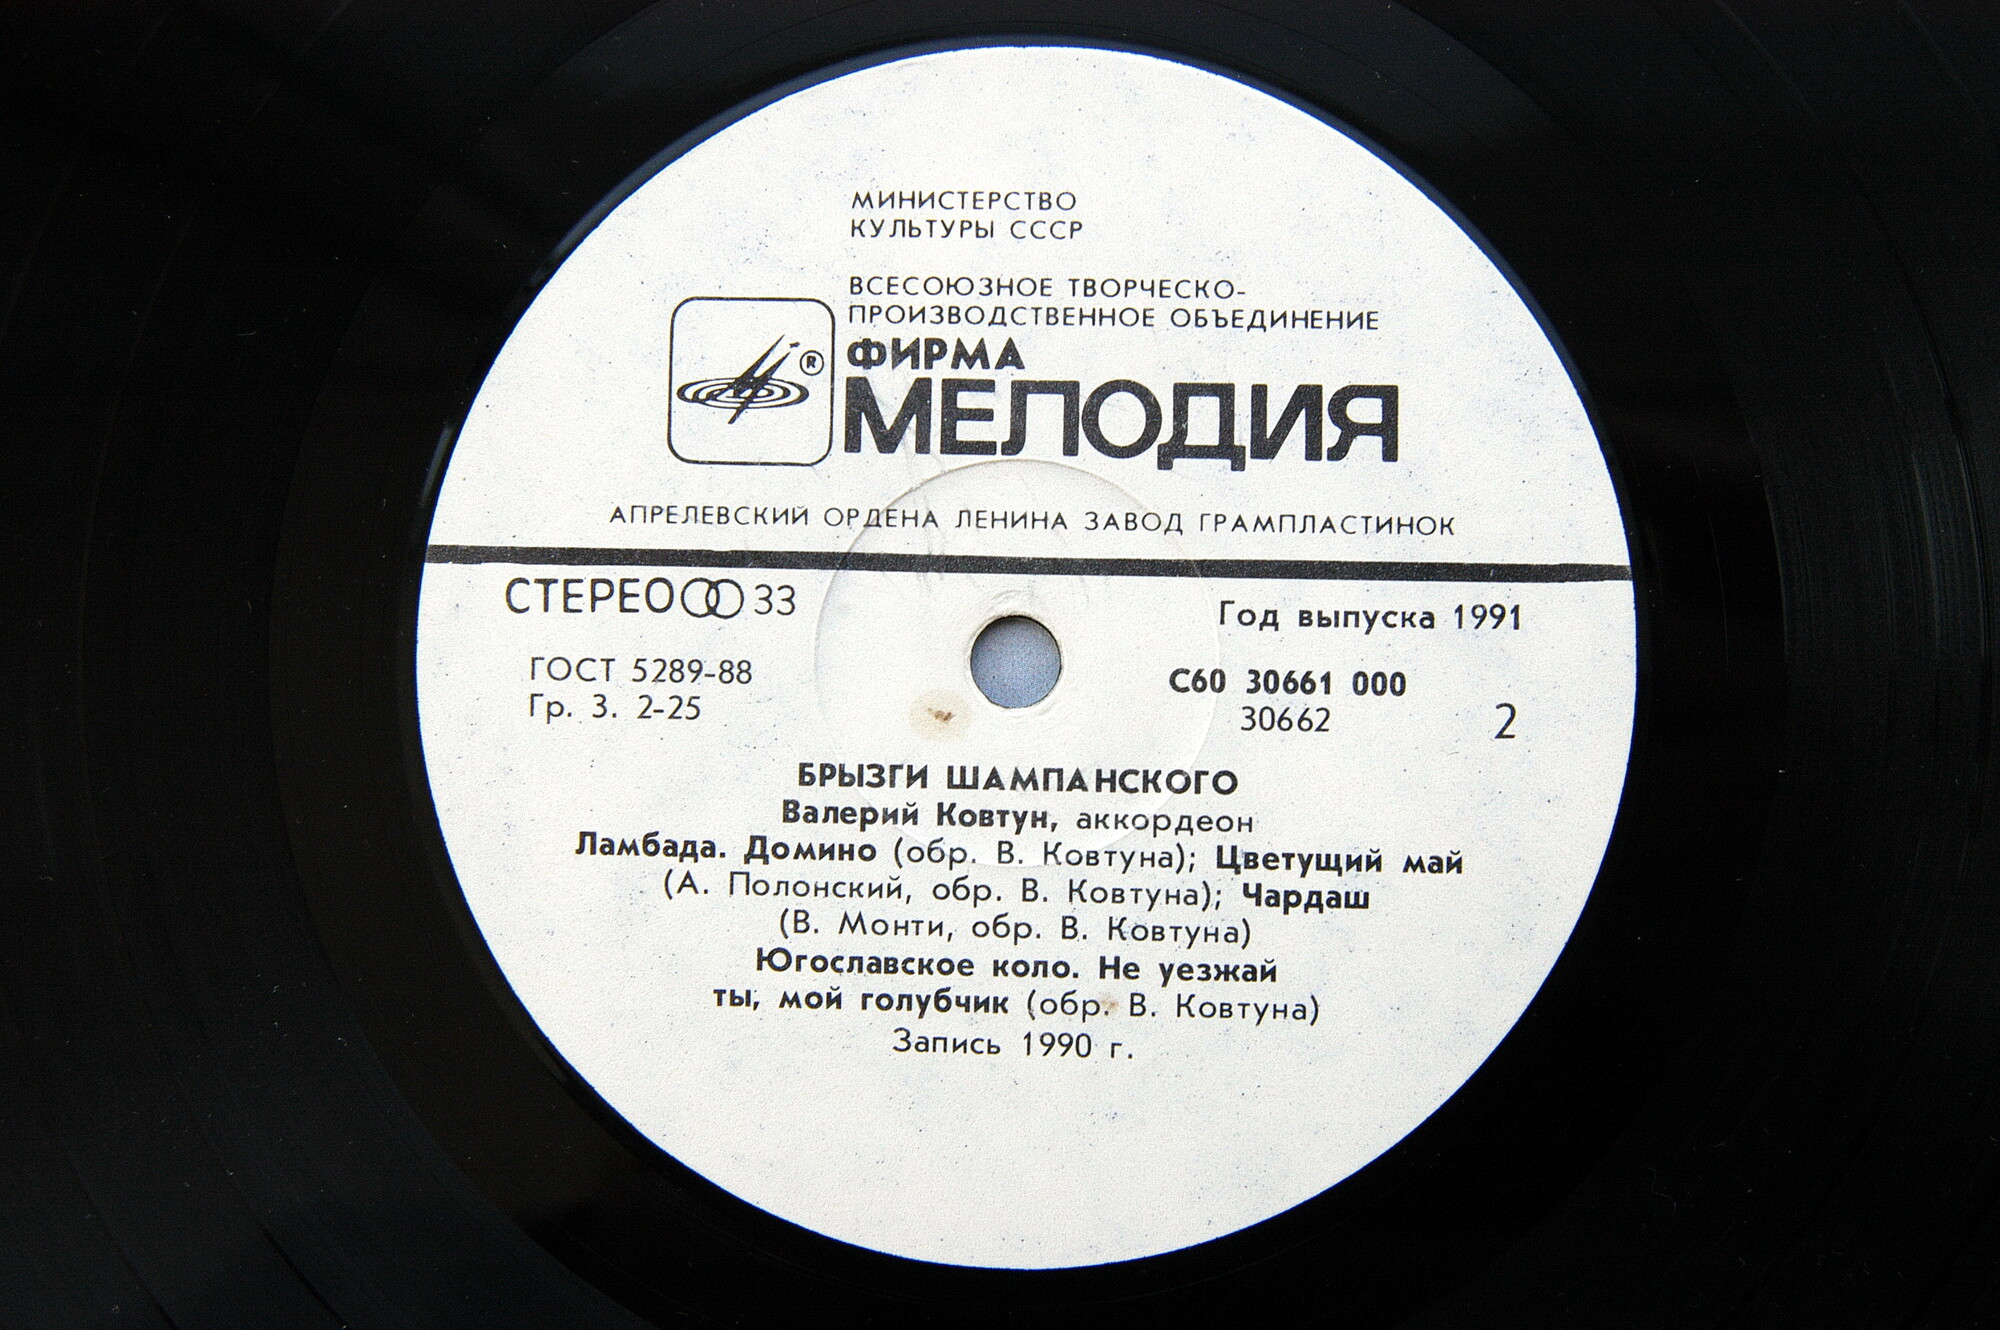 МИНИСТЕРСТВО
КУЛЬТУРЫ СССР
ВСЕСОЮЗНОЕ ТВОРЧЕСКО-
ПРОИЗВОДСТВЕННОЕ ОБЪЕДИНЕНИЕ
®
ФИРМА
МЕЛОДИЯ
АПРЕЛЕВСКИЙ ОРДЕНА ЛЕНИНА ЗАВОД ГРАМПЛАСТИНОК
СТЕРЕО 33
Год выпуска 1991
ГОСТ 5289-88
Гр. 3. 2-25
С60 30661 000
30662
2
БРЫЗГИ ШАМПАНСКОГО
Валерий Ковтун, аккордеон
Ламбада. Домино (обр. В. Ковтуна); Цветущий май
(А. Полонский, обр. В. Ковтуна); Чардаш
(В. Монти, обр. В. Ковтуна)
Югославское коло. Не уезжай
ты, мой голубчик (обр. В. Ковтуна)
Запись 1990 г.